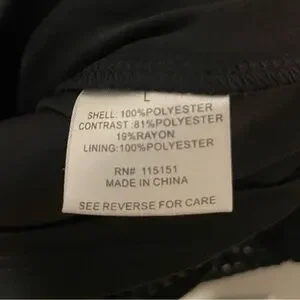 L
SHELL: 100%POLYESTER
CONTRAST: 81%POLYESTER
19%RAYON
LINING:100%POLYESTER
RN# 115151
MADE IN CHINA
SEE REVERSE FOR CARE